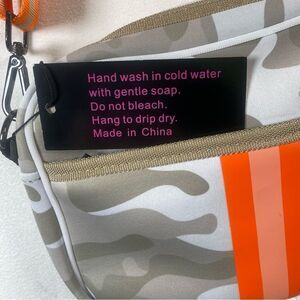 Hand wash in cold water
with gentle soap.
Do not bleach.
Hang to drip dry.
Made in China